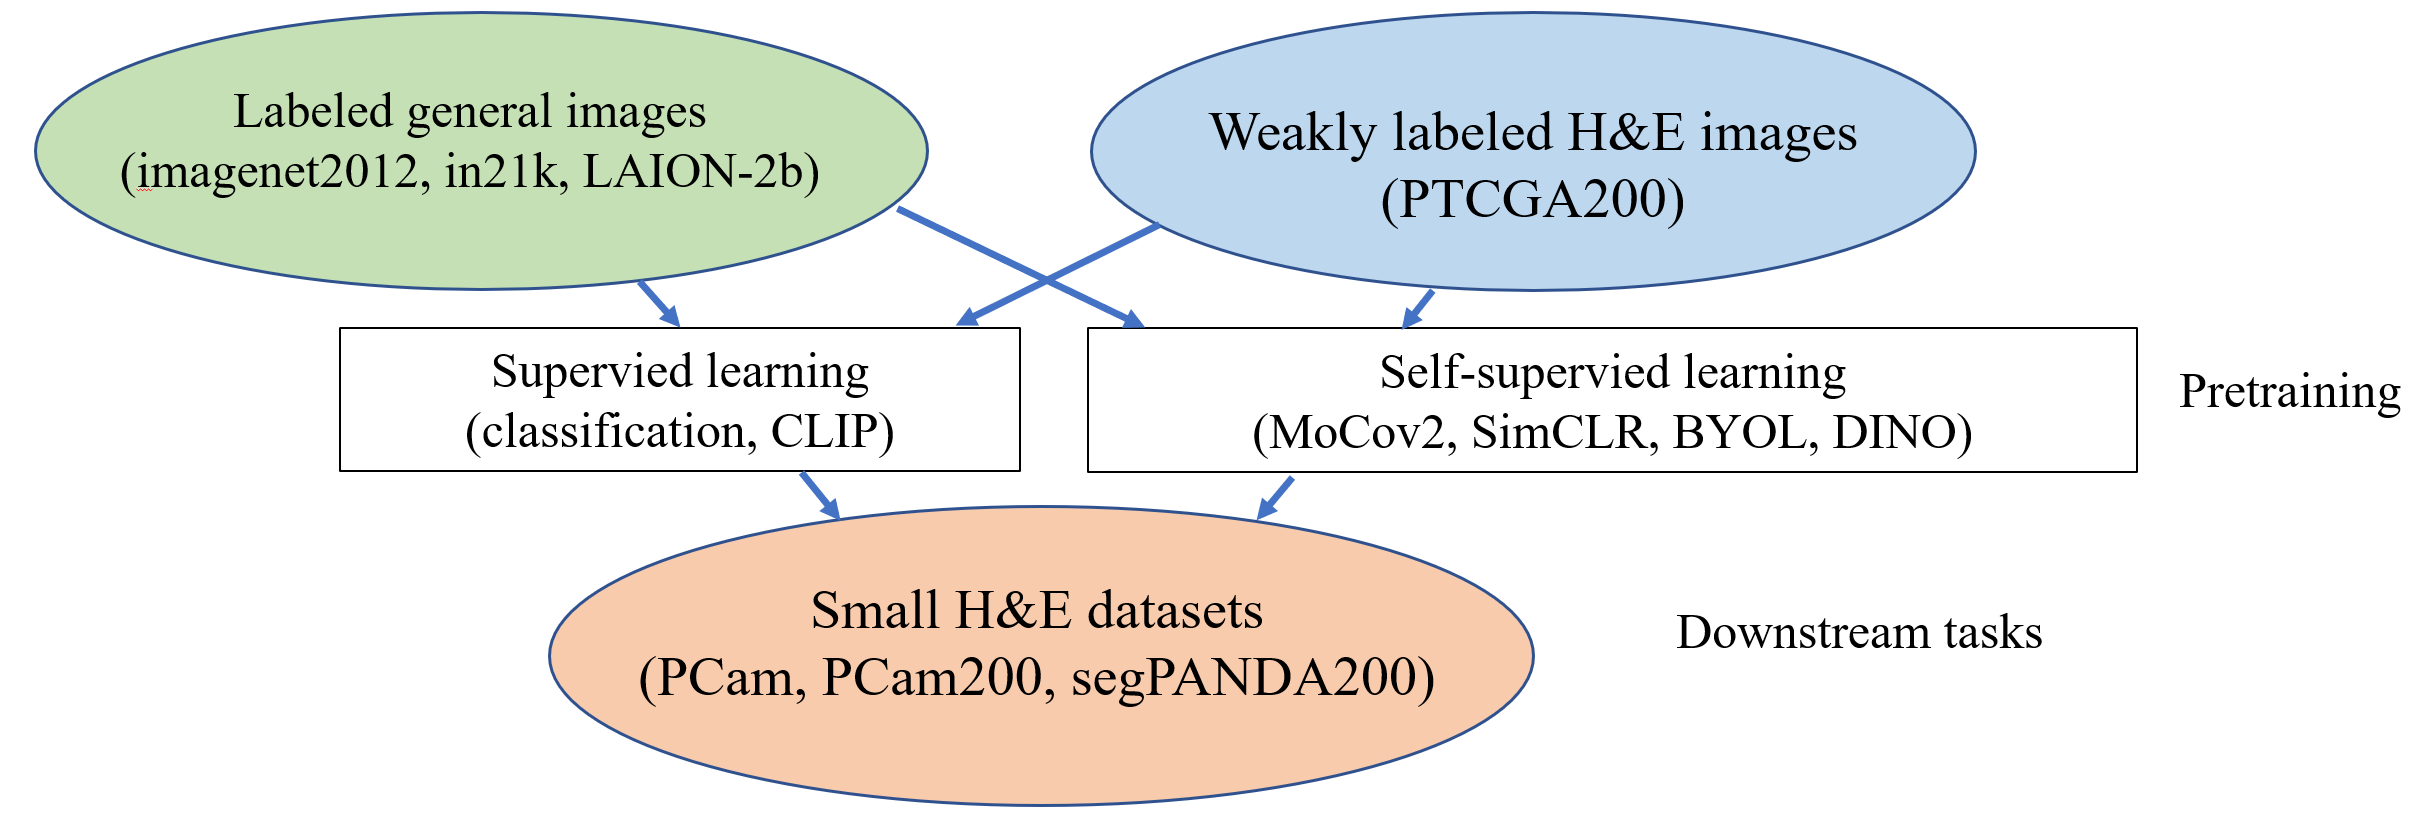 Labeled general images
(imagenet2012, in21k, LAION-2b)
Weakly labeled H&E images
(PTCGA200)
Supervied learning
(classification, CLIP)
Self-supervied learning
(MoCov2, SimCLR, BYOL, DINO)
Pretraining
Small H&E datasets
(PCam, PCam200, segPANDA200)
Downstream tasks